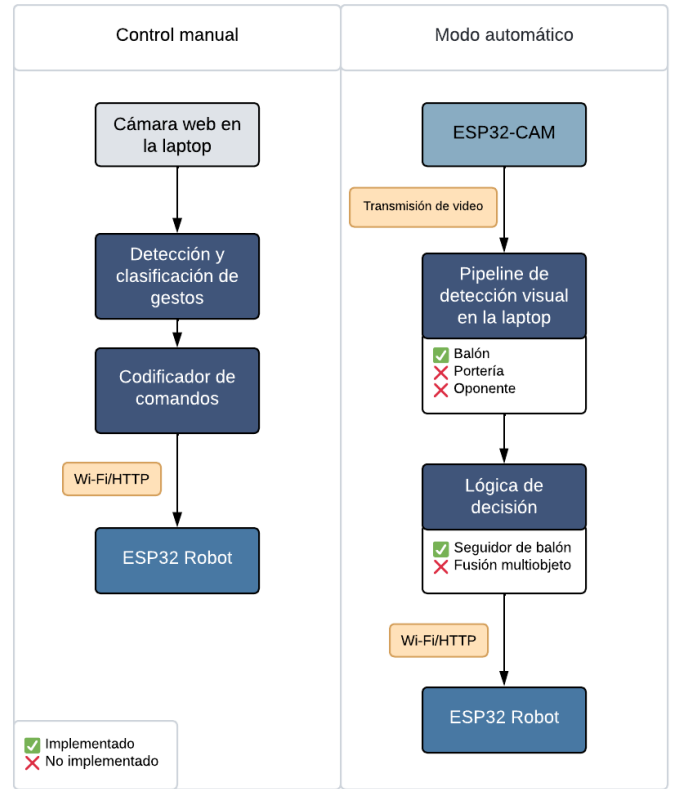 Control manual
Cámara web en
la laptop
Detección y
clasificación de
gestos
Codificador de
comandos
Wi-Fi/HTTP
ESP32 Robot
✅ Implementado
❌ No implementado
Modo automático
ESP32-CAM
Transmisión de video
Pipeline de
detección visual
en la laptop
✅ Balón
❌ Portería
❌ Oponente
Lógica de
decisión
✅ Seguidor de balón
❌ Fusión multiobjeto
Wi-Fi/HTTP
ESP32 Robot